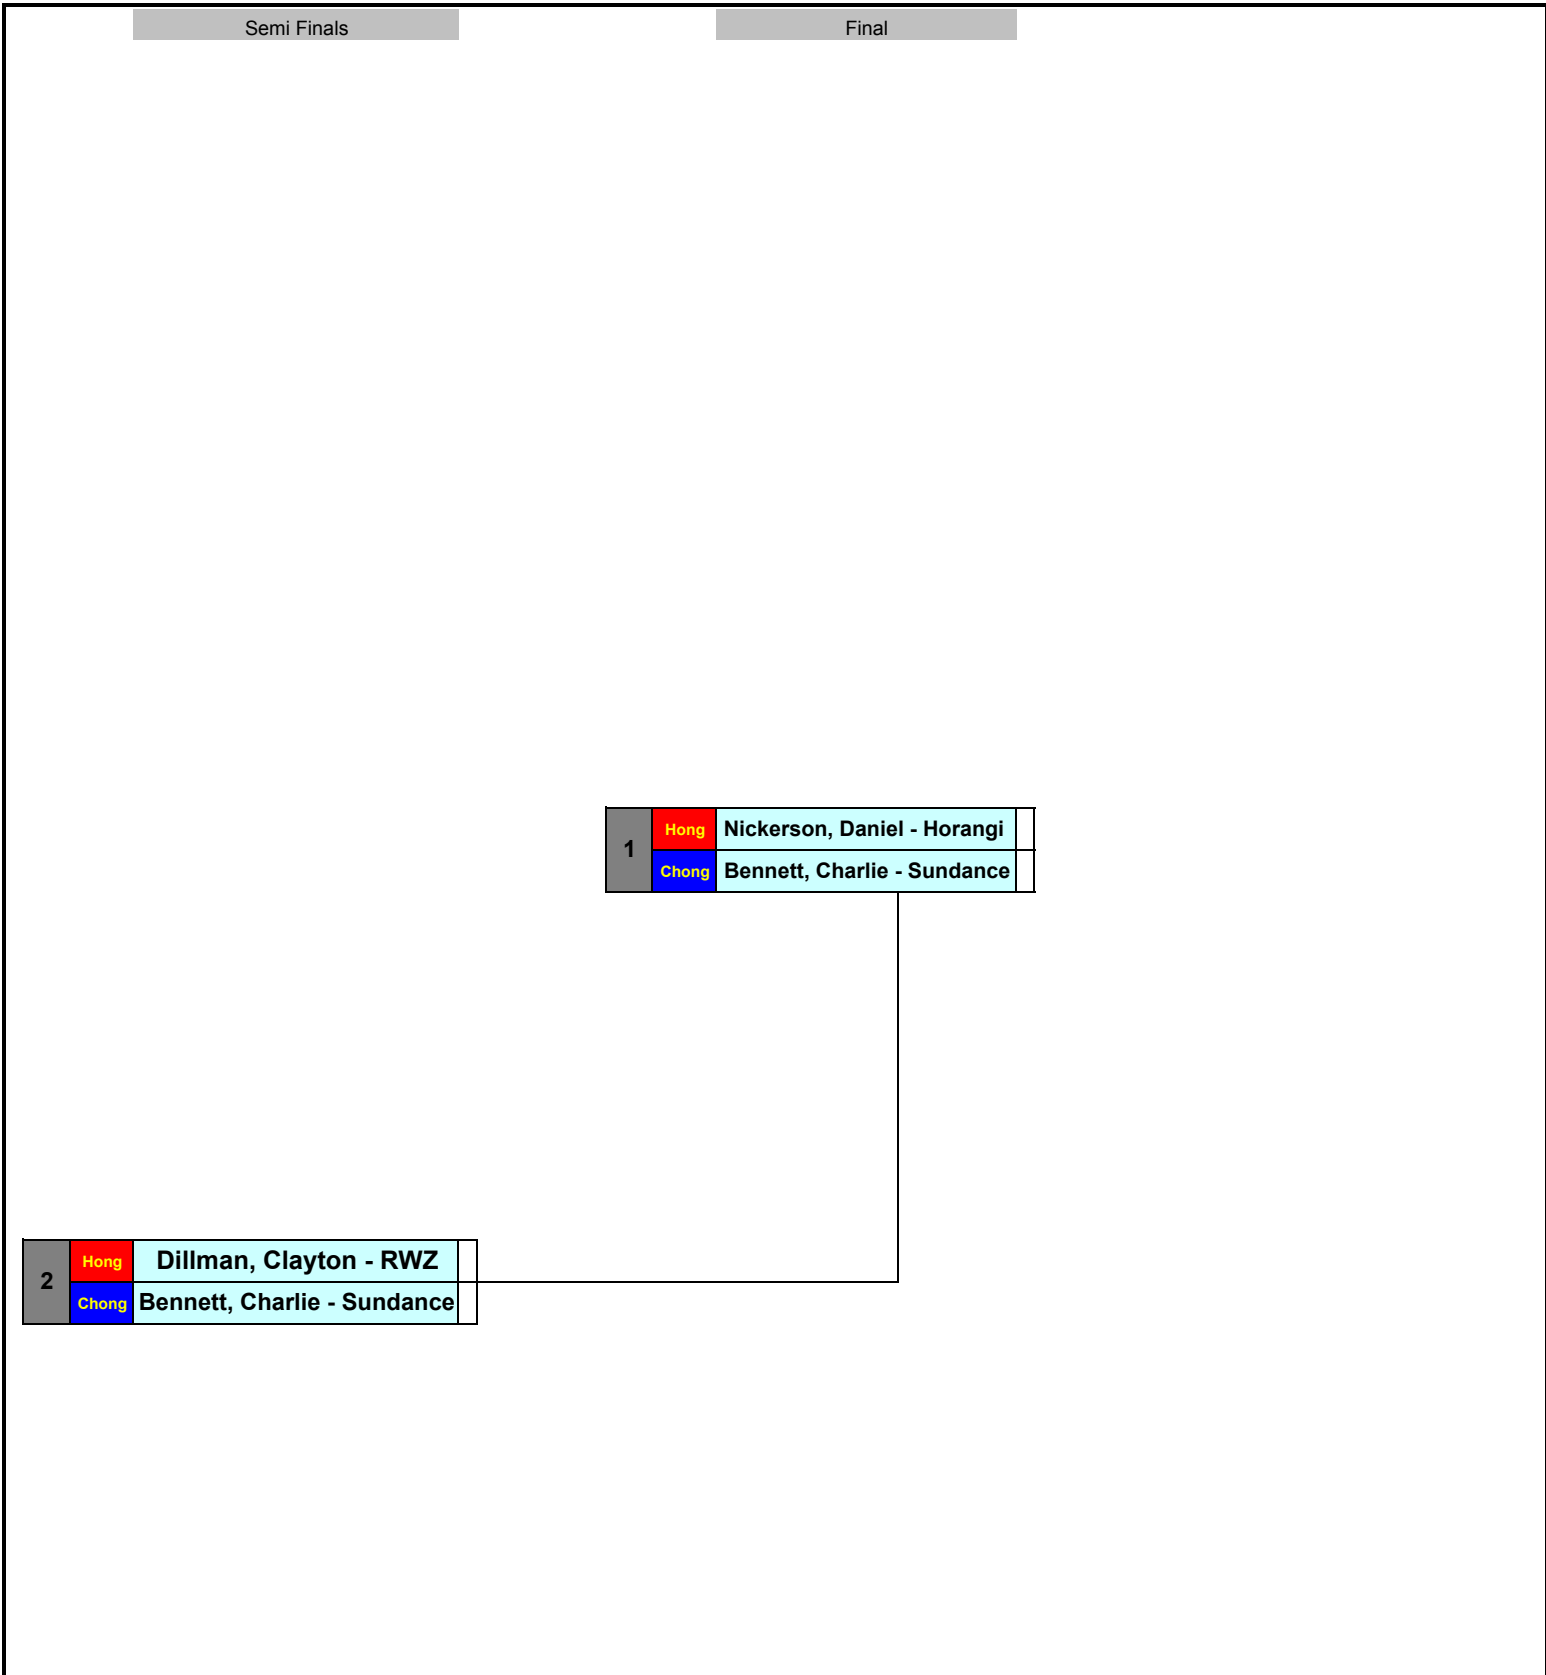 Semi Finals
Final
1
Hong
Nickerson, Daniel - Horangi
Chong
Bennett, Charlie - Sundance
2
Hong
Dillman, Clayton - RWZ
Chong
Bennett, Charlie - Sundance